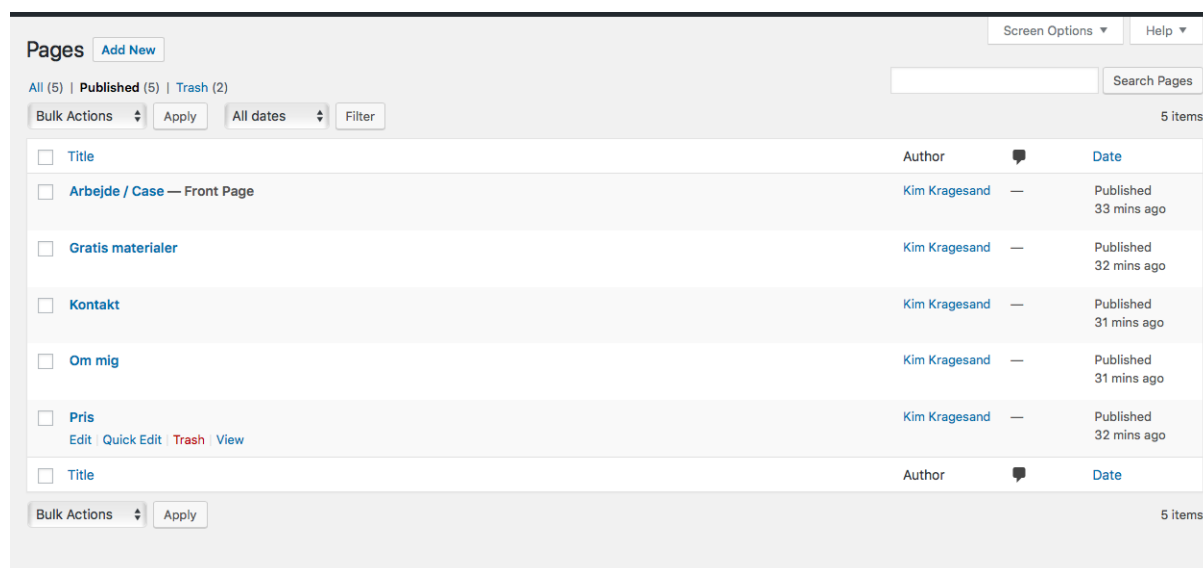 Screen Options ▼ Help ▼
Pages Add New
All (5) | Published (5) | Trash (2)
Search Pages
Bulk Actions Apply All dates Filter 5 items
Title Author Date
Arbejde / Case — Front Page Kim Kragesand — Published
33 mins ago
Gratis materialer Kim Kragesand — Published
32 mins ago
Kontakt Kim Kragesand — Published
31 mins ago
Om mig Kim Kragesand — Published
31 mins ago
Pris Kim Kragesand — Published
Edit | Quick Edit | Trash | View 32 mins ago
Title Author Date
Bulk Actions Apply 5 items